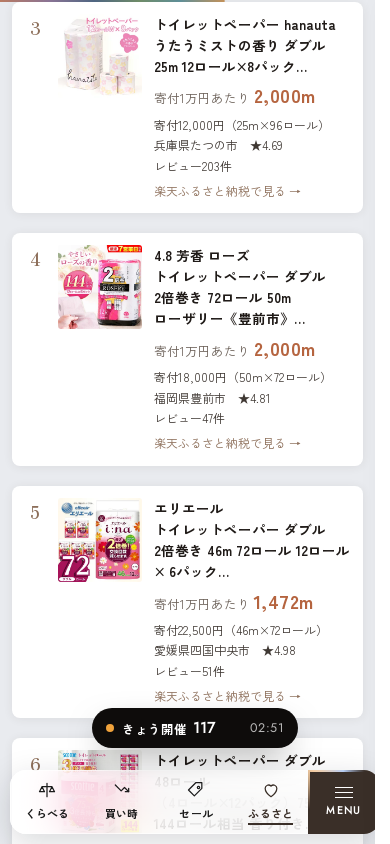 3
トイレットペーパー hanauta
うたうミストの香り ダブル
25m 12ロール×8パック…
寄付1万円あたり 2,000m
寄付12,000円（25m×96ロール）
兵庫県たつの市 ★4.69
レビュー203件
楽天ふるさと納税で見る →
4
4.8 芳香 ローズ
トイレットペーパー ダブル
2倍巻き 72ロール 50m
ローザリー《豊前市》…
寄付1万円あたり 2,000m
寄付18,000円（50m×72ロール）
福岡県豊前市 ★4.81
レビュー47件
楽天ふるさと納税で見る →
5
エリエール
トイレットペーパー ダブル
2倍巻き 46m 72ロール 12ロール
× 6パック…
寄付1万円あたり 1,472m
寄付22,500円（46m×72ロール）
愛媛県四国中央市 ★4.98
レビュー51件
楽天ふるさと納税で見る →
きょう開催 117 02:51
6
トイレットペーパー ダブル
48ロール
144ロール相当
くらべる
買い時
セール
ふるさと
MENU